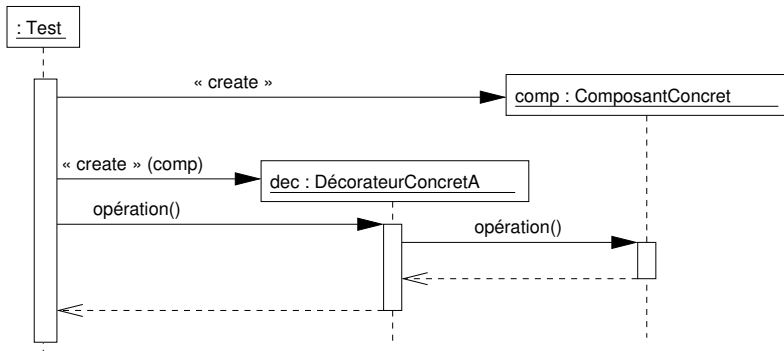 : Test
« create »
comp : ComposantConcret
« create » (comp)
dec : DécorateurConcretA
opération()
opération()